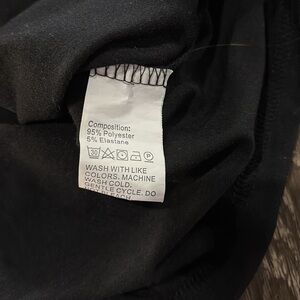 Composition:
95% Polyester
5% Elastane
WASH WITH LIKE
COLORS. MACHINE
WASH COLD.
GENTLE CYCLE. DO